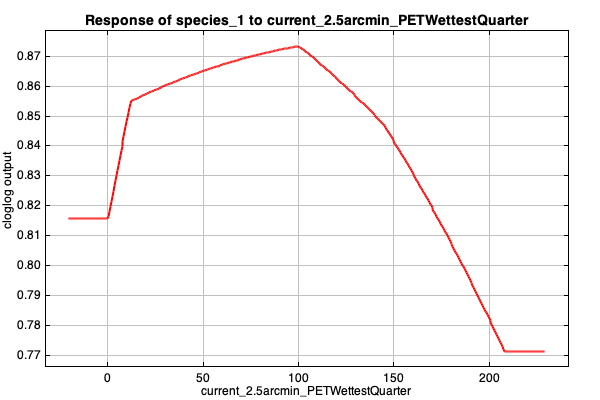 Response of species_1 to current_2.5arcmin_PETWettestQuarter
0.87
0.86
0.85
0.84
0.83
0.82
0.81
0.80
0.79
0.78
0.77
cloglog output
0 50 100 150 200
current_2.5arcmin_PETWettestQuarter